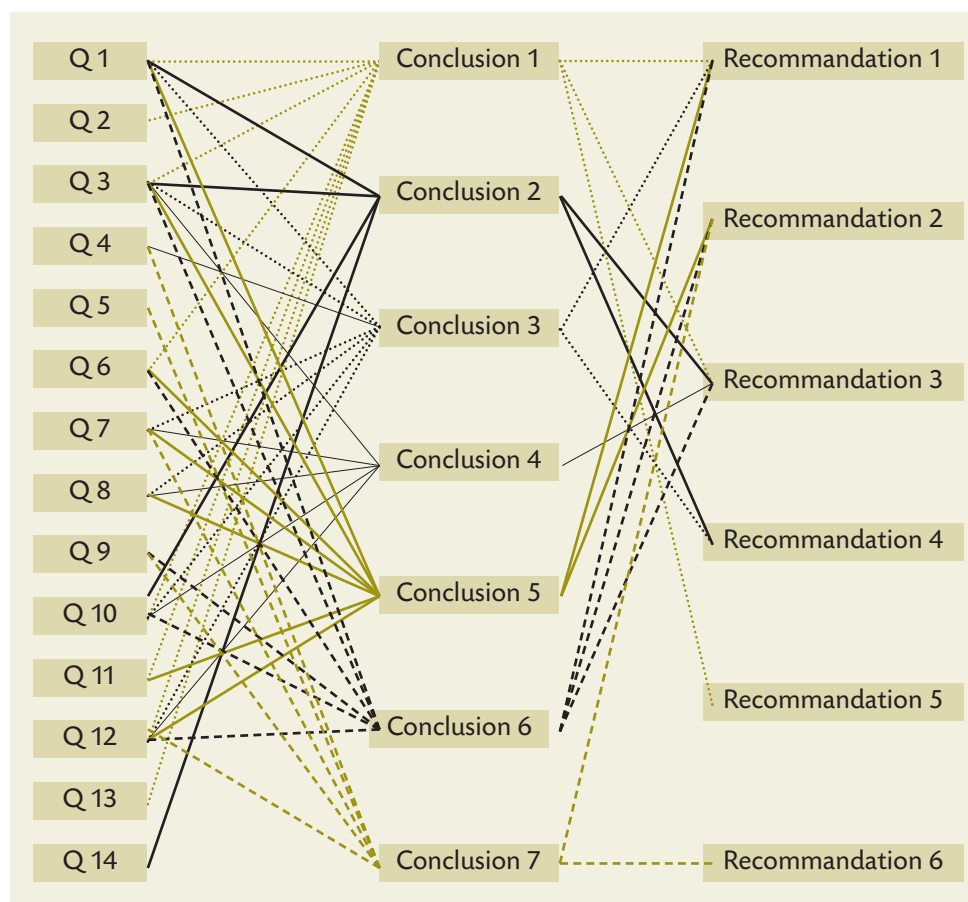 Q 1
Q 2
Q 3
Q 4
Q 5
Q 6
Q 7
Q 8
Q 9
Q 10
Q 11
Q 12
Q 13
Q 14
Conclusion 1
Conclusion 2
Conclusion 3
Conclusion 4
Conclusion 5
Conclusion 6
Conclusion 7
Recommandation 1
Recommandation 2
Recommandation 3
Recommandation 4
Recommandation 5
Recommandation 6